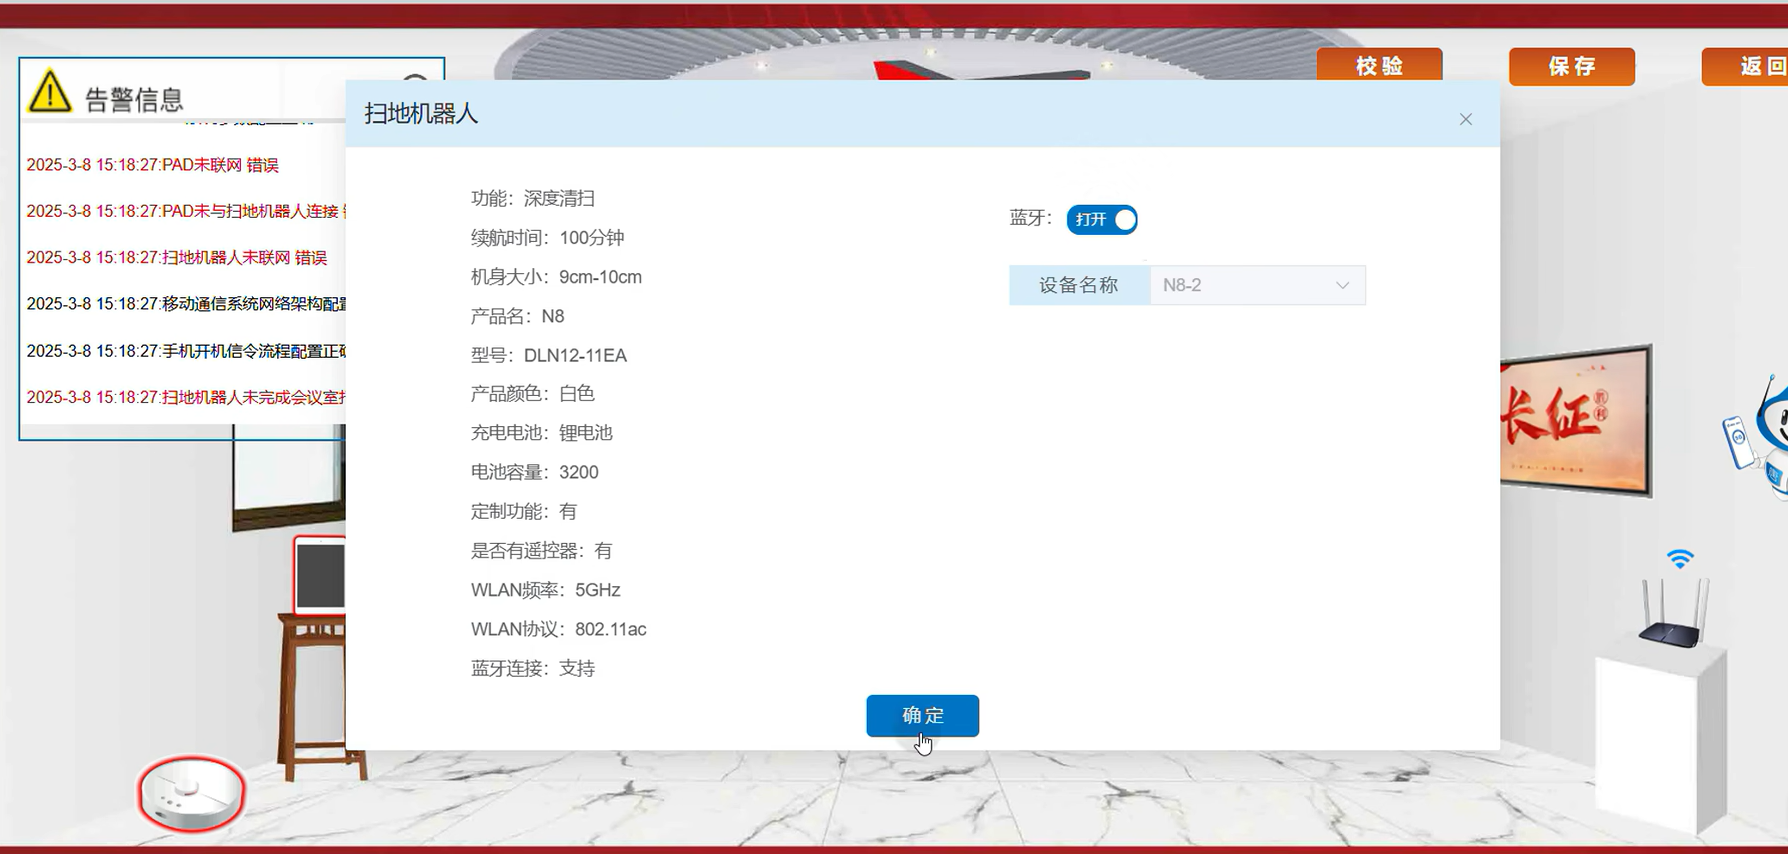 校验
保存
返回
告警信息
2025-3-8 15:18:27:PAD未联网 错误
2025-3-8 15:18:27:PAD未与扫地机器人连接
2025-3-8 15:18:27:扫地机器人未联网 错误
2025-3-8 15:18:27:移动通信系统网络架构配置
2025-3-8 15:18:27:手机开机信令流程配置正确
2025-3-8 15:18:27:扫地机器人未完成会议室打
扫地机器人
功能：深度清扫
续航时间：100分钟
机身大小：9cm-10cm
产品名：N8
型号：DLN12-11EA
产品颜色：白色
充电电池：锂电池
电池容量：3200
定制功能：有
是否有遥控器：有
WLAN频率：5GHz
WLAN协议：802.11ac
蓝牙连接：支持
蓝牙：
打开
设备名称
N8-2
确定
长征